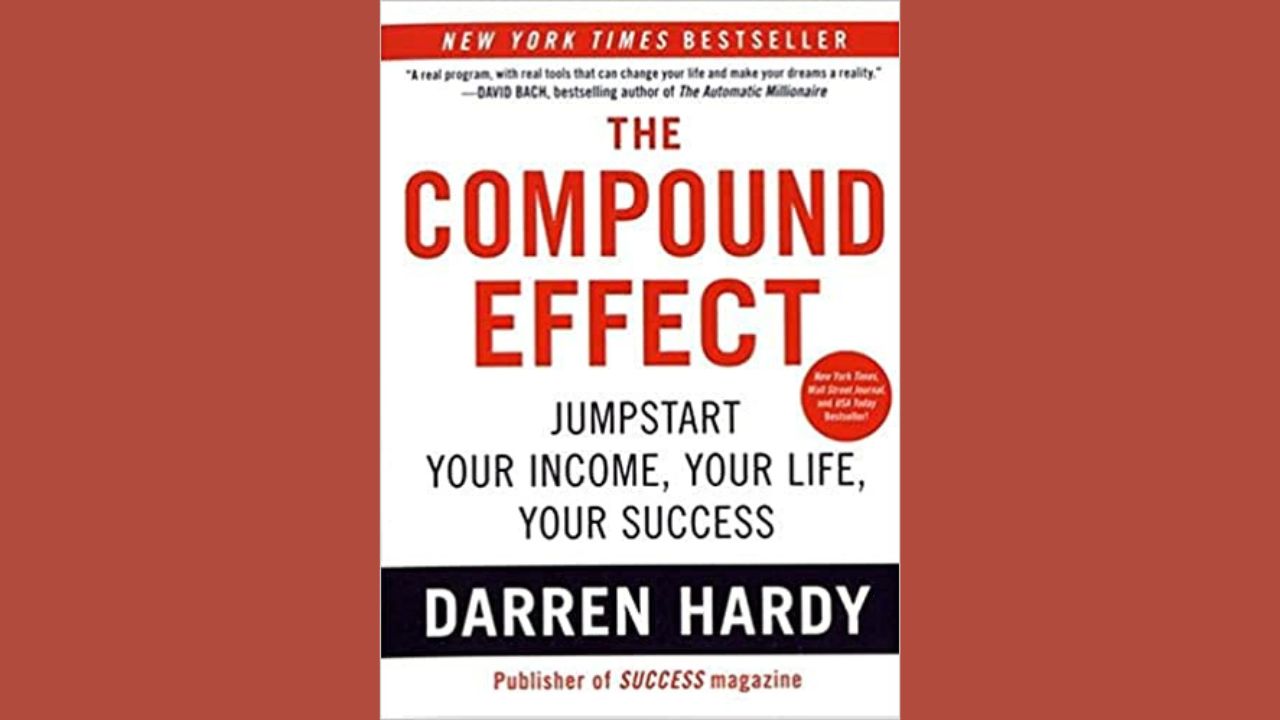 NEW YORK TIMES BESTSELLER
"A real program, with real tools that can change your life and make your dreams a reality."
—DAVID BACH, bestselling author of The Automatic Millionaire
THE
COMPOUND
EFFECT
New York Times,
Wall Street Journal,
and USA Today
Bestseller!
JUMPSTART
YOUR INCOME, YOUR LIFE,
YOUR SUCCESS
DARREN HARDY
Publisher of SUCCESS magazine